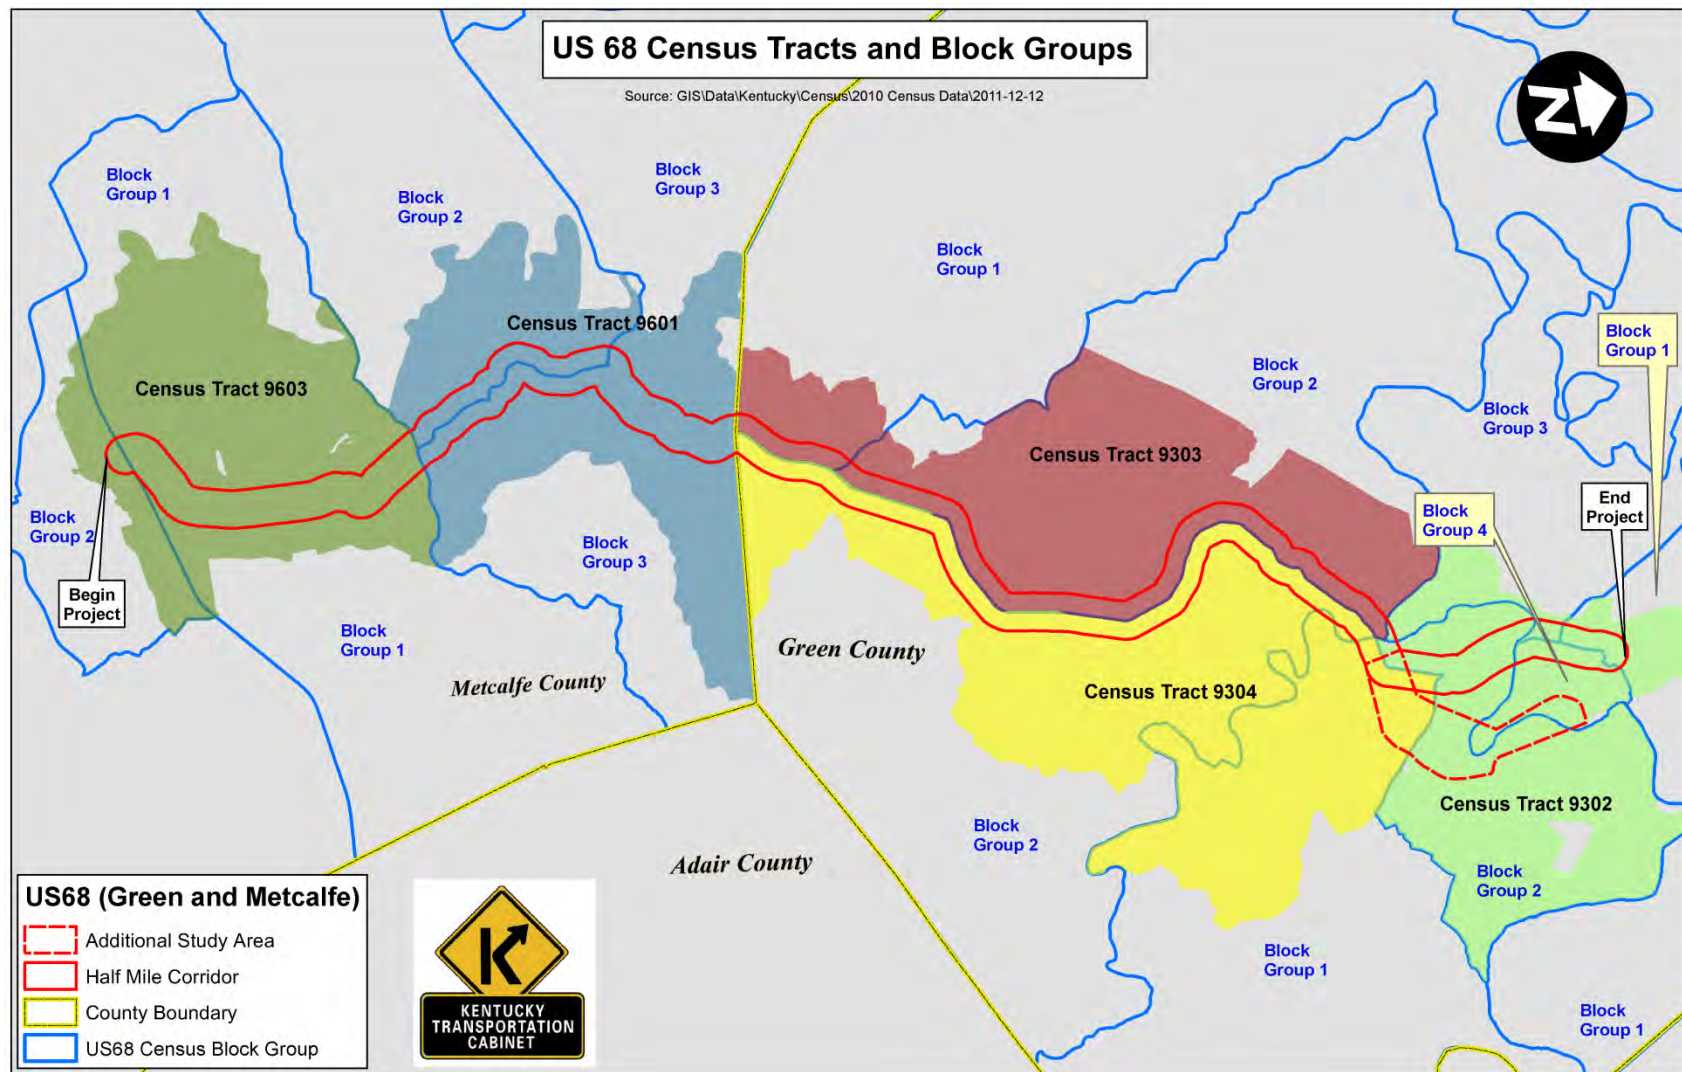 US 68 Census Tracts and Block Groups
Source: GIS\Data\Kentucky\Census\2010 Census Data\2011-12-12
N
Block
Group 1
Block
Group 2
Block
Group 3
Block
Group 1
Block
Group 2
Block
Group 3
Block
Group 1
Census Tract 9603
Census Tract 9601
Census Tract 9303
Block
Group 4
End
Project
Block
Group 2
Begin
Project
Block
Group 3
Block
Group 1
Metcalfe County
Green County
Census Tract 9304
Census Tract 9302
Adair County
Block
Group 2
Block
Group 2
Block
Group 1
Block
Group 1
US68 (Green and Metcalfe)
Additional Study Area
Half Mile Corridor
County Boundary
US68 Census Block Group
KENTUCKY
TRANSPORTATION
CABINET